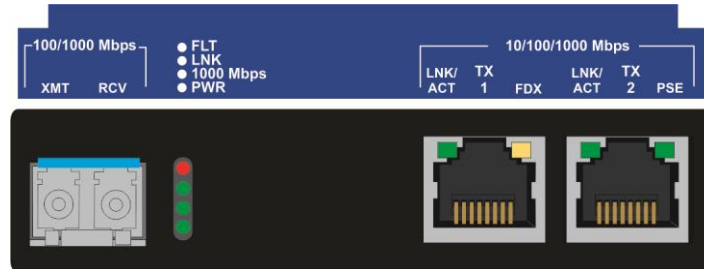 100/1000 Mbps
XMT RCV
FLT
LNK
1000 Mbps
PWR
10/100/1000 Mbps
LNK/ACT TX 1 FDX LNK/ACT TX 2 PSE